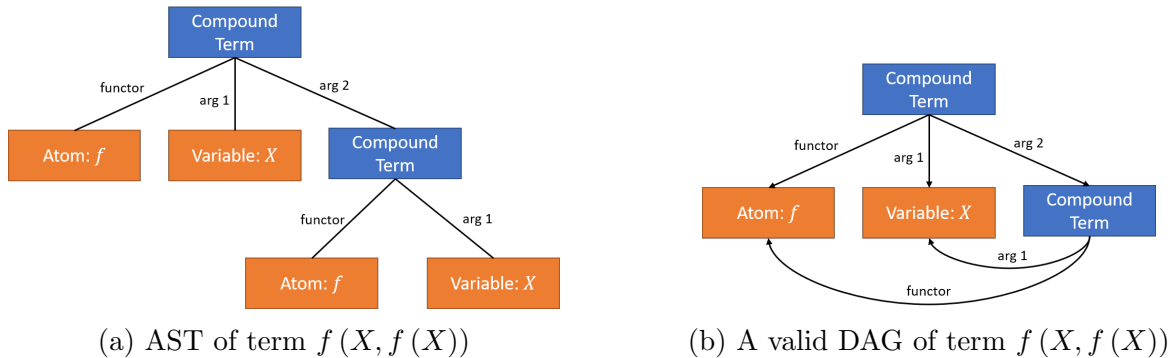 Compound
Term
functor
arg 1
arg 2
Atom: f
Variable: X
Compound
Term
functor
arg 1
Atom: f
Variable: X
(a) AST of term f (X, f (X))
Compound
Term
functor
arg 1
arg 2
Atom: f
Variable: X
Compound
Term
arg 1
functor
(b) A valid DAG of term f (X, f (X))